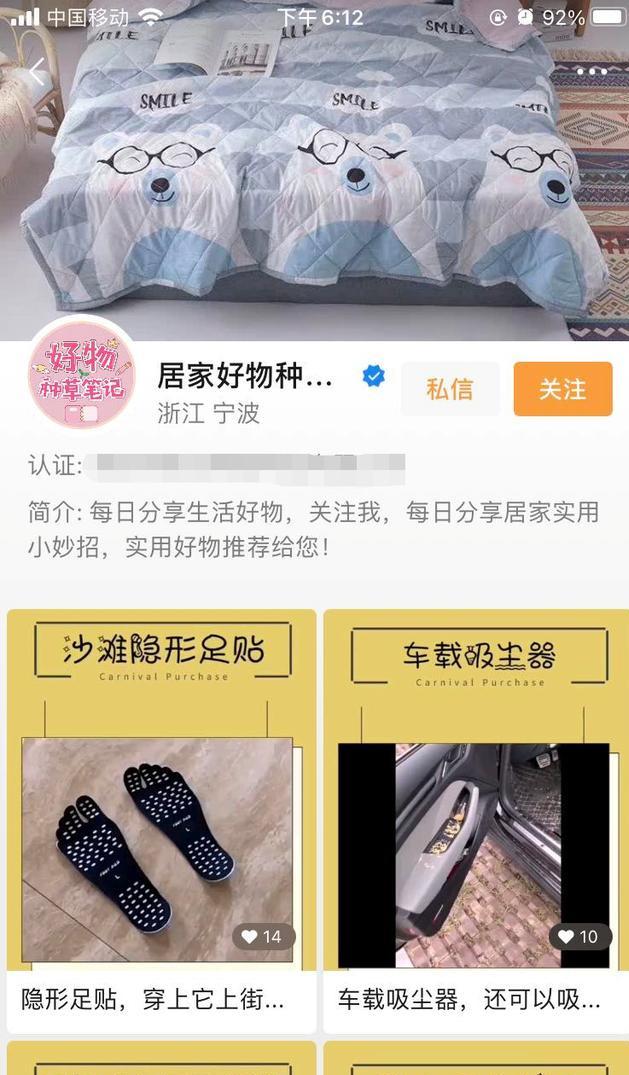 中国移动
下午6:12
92%
SMILE
SMILE
SMILE
好物
种草笔记
居家好物种...
私信
关注
浙江 宁波
认证:
简介: 每日分享生活好物，关注我，每日分享居家实用
小妙招，实用好物推荐给您！
沙滩隐形足贴
Carnival Purchase
14
隐形足贴，穿上它上街...
车载吸尘器
Carnival Purchase
10
车载吸尘器，还可以吸...